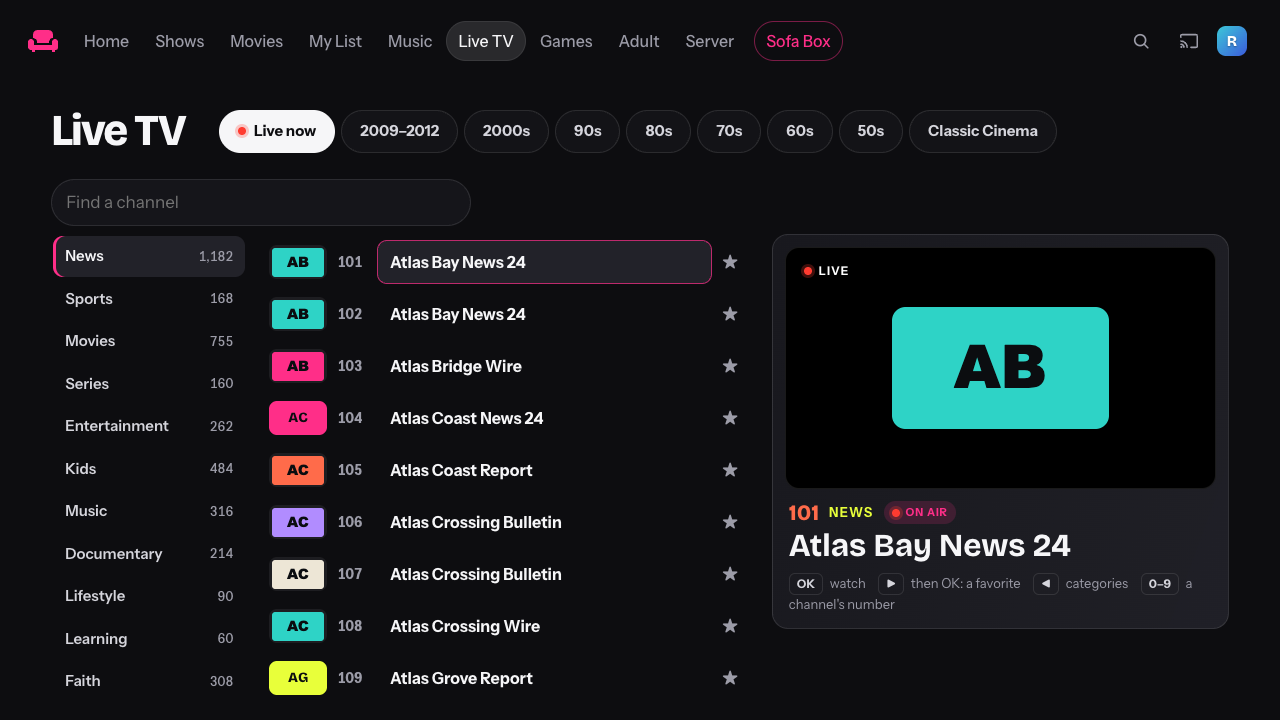 Home Shows Movies My List Music Live TV Games Adult Server Sofa Box R
Live TV
Live now 2009–2012 2000s 90s 80s 70s 60s 50s Classic Cinema
Find a channel
News 1,182
Sports 168
Movies 755
Series 160
Entertainment 262
Kids 484
Music 316
Documentary 214
Lifestyle 90
Learning 60
Faith 308
AB 101 Atlas Bay News 24
AB 102 Atlas Bay News 24
AB 103 Atlas Bridge Wire
AC 104 Atlas Coast News 24
AC 105 Atlas Coast Report
AC 106 Atlas Crossing Bulletin
AC 107 Atlas Crossing Bulletin
AC 108 Atlas Crossing Wire
AG 109 Atlas Grove Report
LIVE
AB
101 NEWS ON AIR
Atlas Bay News 24
OK watch then OK: a favorite categories 0–9 a
channel's number